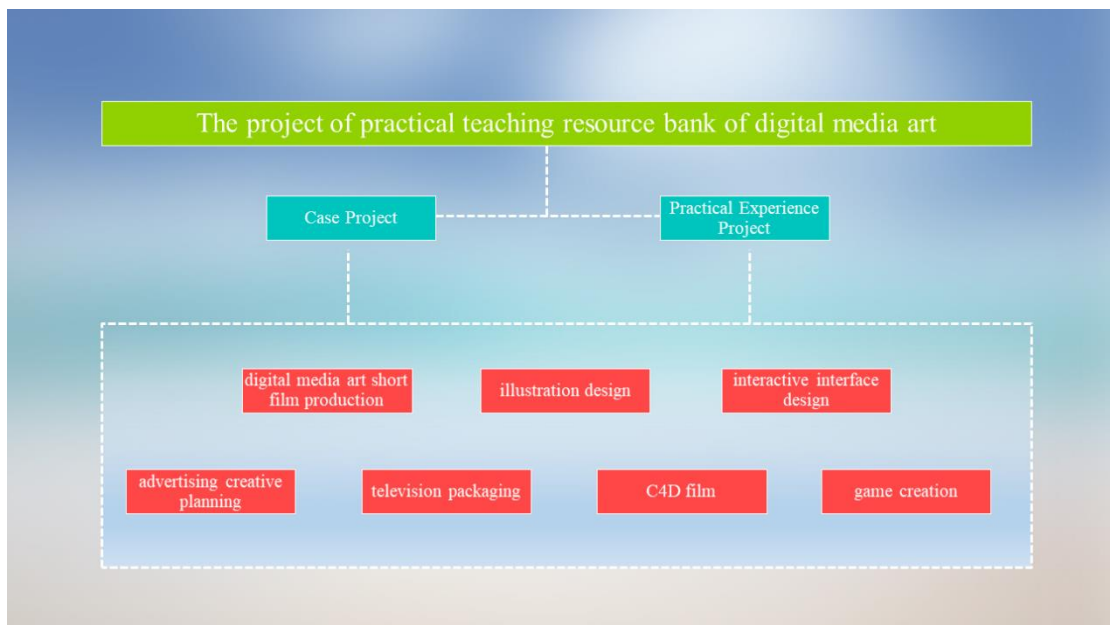 The project of practical teaching resource bank of digital media art
Case Project
Practical Experience
Project
digital media art short
film production
illustration design
interactive interface
design
advertising creative
planning
television packaging
C4D film
game creation